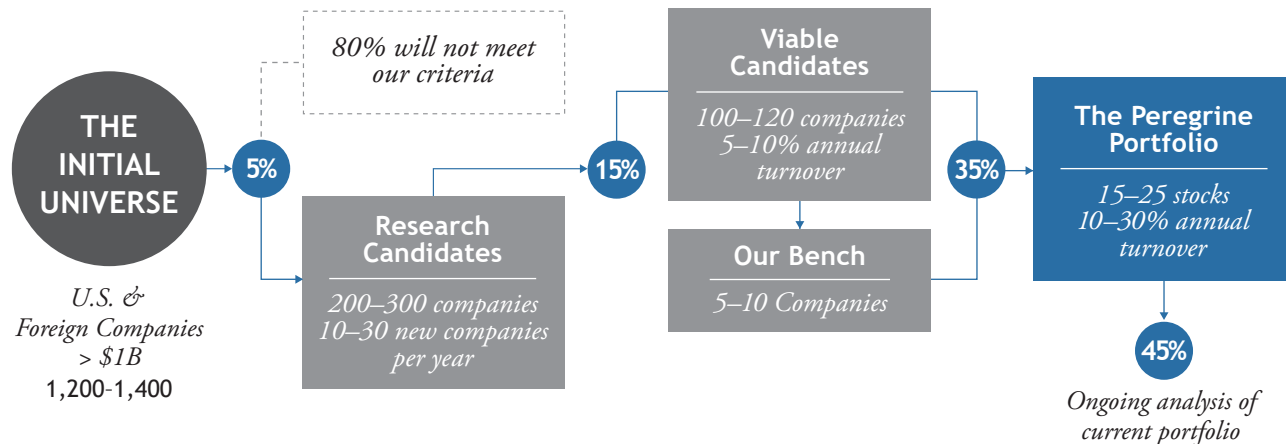 THE
INITIAL
UNIVERSE
U.S. &
Foreign Companies
> $1B
1,200-1,400
5%
80% will not meet
our criteria
Research
Candidates
200–300 companies
10–30 new companies
per year
15%
Viable
Candidates
100–120 companies
5–10% annual
turnover
Our Bench
5–10 Companies
35%
The Peregrine
Portfolio
15–25 stocks
10–30% annual
turnover
45%
Ongoing analysis of
current portfolio